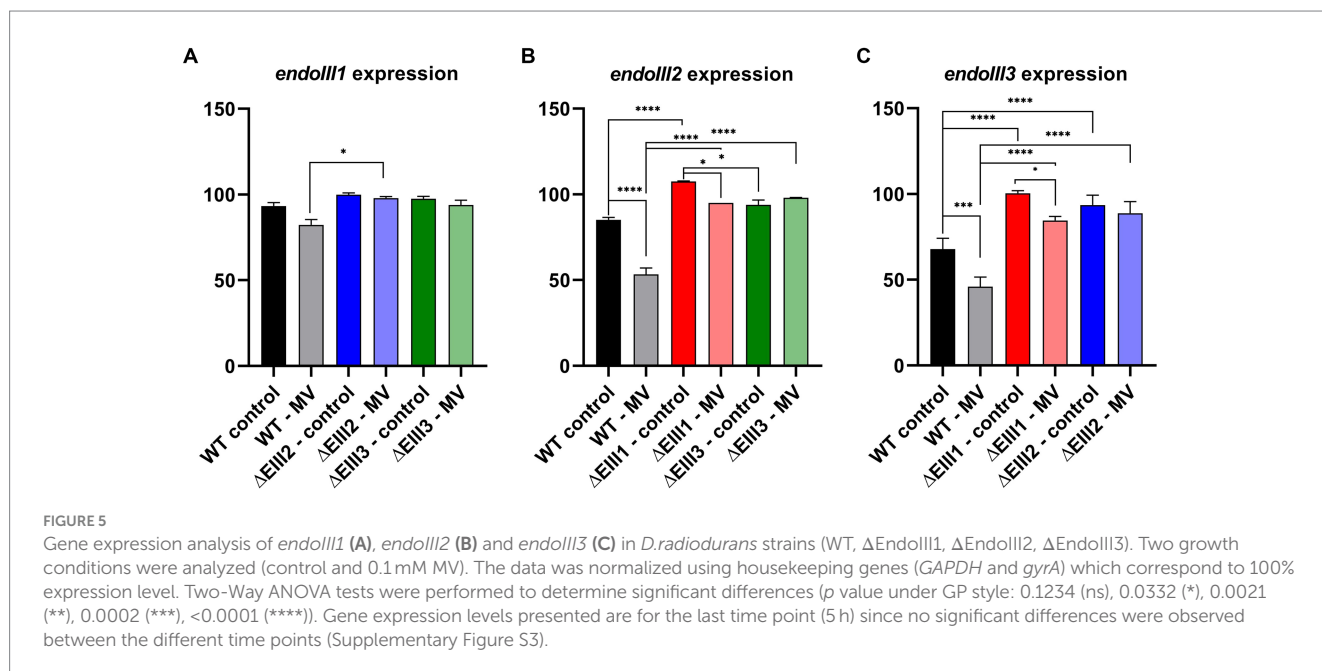 A
endoIII1 expression
150
100
50
0
*
WT control
WT - MV
ΔEIII2 - control
ΔEIII2 - MV
ΔEIII3 - control
ΔEIII3 - MV
B
endoIII2 expression
150
100
50
0
****
****
****
*
*
****
WT control
WT - MV
ΔEIII1 - control
ΔEIII1 - MV
ΔEIII3 - control
ΔEIII3 - MV
C
endoIII3 expression
150
100
50
0
****
****
****
****
*
***
WT control
WT - MV
ΔEIII1 - control
ΔEIII1 - MV
ΔEIII2 - control
ΔEIII2 - MV
FIGURE 5
Gene expression analysis of endoIII1 (A), endoIII2 (B) and endoIII3 (C) in D.radiodurans strains (WT, ΔEndoIII1, ΔEndoIII2, ΔEndoIII3). Two growth
conditions were analyzed (control and 0.1 mM MV). The data was normalized using housekeeping genes (GAPDH and gyrA) which correspond to 100%
expression level. Two-Way ANOVA tests were performed to determine significant differences (p value under GP style: 0.1234 (ns), 0.0332 (*), 0.0021
(**), 0.0002 (***), <0.0001 (****)). Gene expression levels presented are for the last time point (5 h) since no significant differences were observed
between the different time points (Supplementary Figure S3).